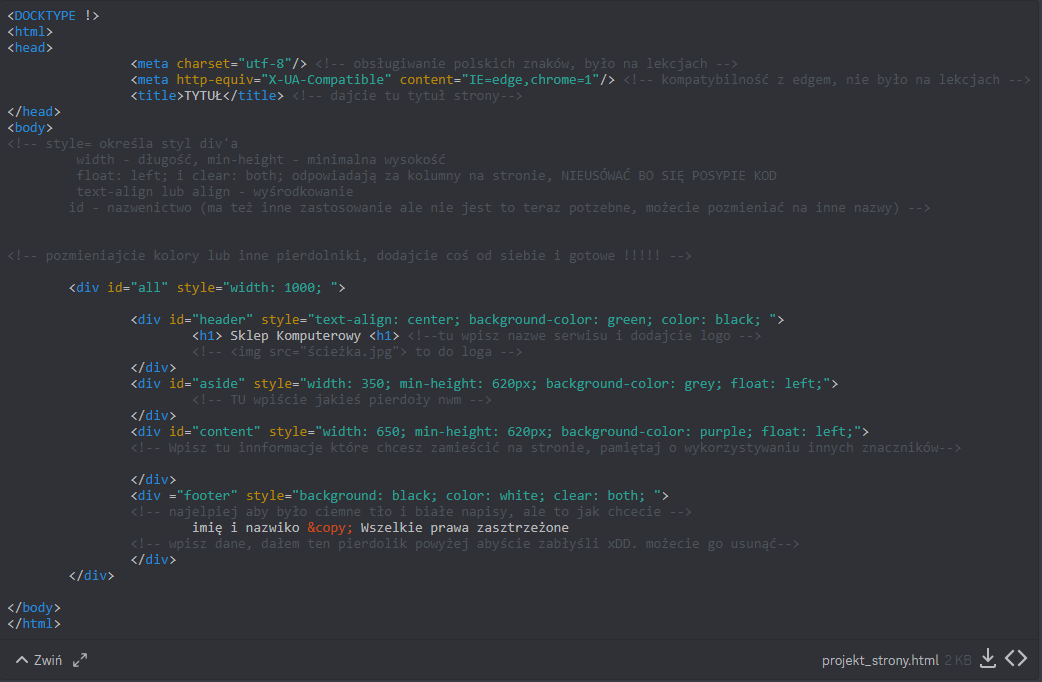 <DOCKTYPE !>
<html>
<head>
<meta charset="utf-8"/> <!-- obsługiwanie polskich znaków, było na lekcjach -->
<meta http-equiv="X-UA-Compatible" content="IE=edge,chrome=1"/> <!-- kompatybilność z edgem, nie było na lekcjach -->
<title>TYTUŁ</title> <!-- dajcie tu tytuł strony-->
</head>
<body>
<!-- style= określa styl div'a
width - długość, min-height - minimalna wysokość
float: left; i clear: both; odpowiadają za kolumny na stronie, NIEUSÓWAĆ BO SIĘ POSYPIE KOD
text-align lub align - wyśrodkowanie
id - nazwenictwo (ma też inne zastosowanie ale nie jest to teraz potzebne, możecie pozmieniać na inne nazwy) -->
<!-- pozmieniajcie kolory lub inne pierdolniki, dodajcie coś od siebie i gotowe !!!!! -->
<div id="all" style="width: 1000; ">
<div id="header" style="text-align: center; background-color: green; color: black; ">
<h1> Sklep Komputerowy <h1> <!--tu wpisz nazwe serwisu i dodajcie logo -->
<!-- <img src="ścieżka.jpg"> to do loga -->
</div>
<div id="aside" style="width: 350; min-height: 620px; background-color: grey; float: left;">
<!-- TU wpiście jakieś pierdoły nwm -->
</div>
<div id="content" style="width: 650; min-height: 620px; background-color: purple; float: left;">
<!-- Wpisz tu innformacje które chcesz zamieścić na stronie, pamiętaj o wykorzystywaniu innych znaczników-->
</div>
<div ="footer" style="background: black; color: white; clear: both; ">
<!-- najelpiej aby było ciemne tło i białe napisy, ale to jak chcecie -->
imię i nazwiko &copy; Wszelkie prawa zasztrzeżone
<!-- wpisz dane, dałem ten pierdolik powyżej abyście zabłyśli xDD. możecie go usunąć-->
</div>
</div>
</body>
</html>
Zwiń projekt_strony.html 2 KB